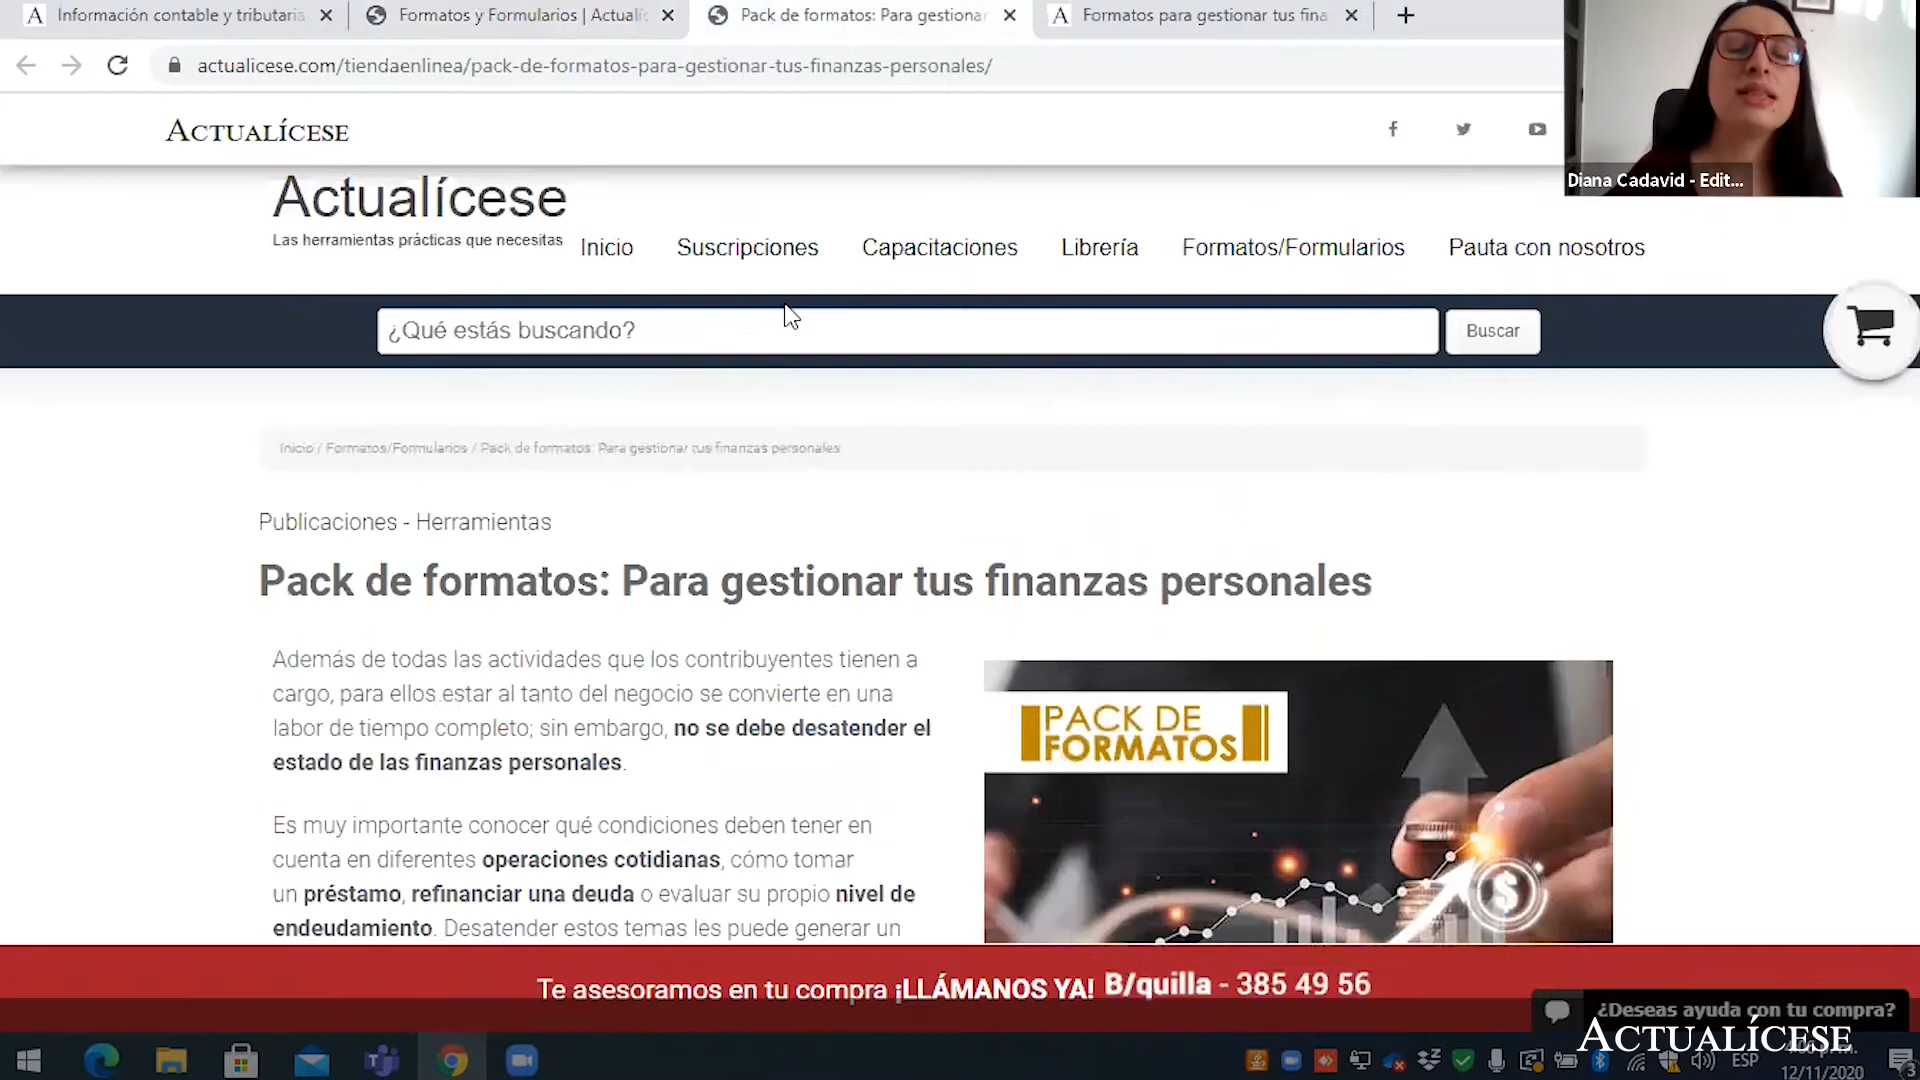 Información contable y tributaria
Formatos y Formularios | Actualíc
Pack de formatos: Para gestionar
Formatos para gestionar tus fina
actualicese.com/tiendaenlinea/pack-de-formatos-para-gestionar-tus-finanzas-personales/
ACTUALÍCESE
Diana Cadavid - Edit...
Actualícese
Las herramientas prácticas que necesitas
Inicio Suscripciones Capacitaciones Librería Formatos/Formularios Pauta con nosotros
¿Qué estás buscando?
Buscar
Inicio / Formatos/Formularios / Pack de formatos: Para gestionar tus finanzas personales
Publicaciones - Herramientas
Pack de formatos: Para gestionar tus finanzas personales
Además de todas las actividades que los contribuyentes tienen a
cargo, para ellos estar al tanto del negocio se convierte en una
labor de tiempo completo; sin embargo, no se debe desatender el
estado de las finanzas personales.
Es muy importante conocer qué condiciones deben tener en
cuenta en diferentes operaciones cotidianas, cómo tomar
un préstamo, refinanciar una deuda o evaluar su propio nivel de
endeudamiento. Desatender estos temas les puede generar un
PACK DE
FORMATOS
Te asesoramos en tu compra ¡LLÁMANOS YA! B/quilla - 385 49 56
¿Deseas ayuda con tu compra?
ACTUALÍCESE
ESP
12/11/2020
3